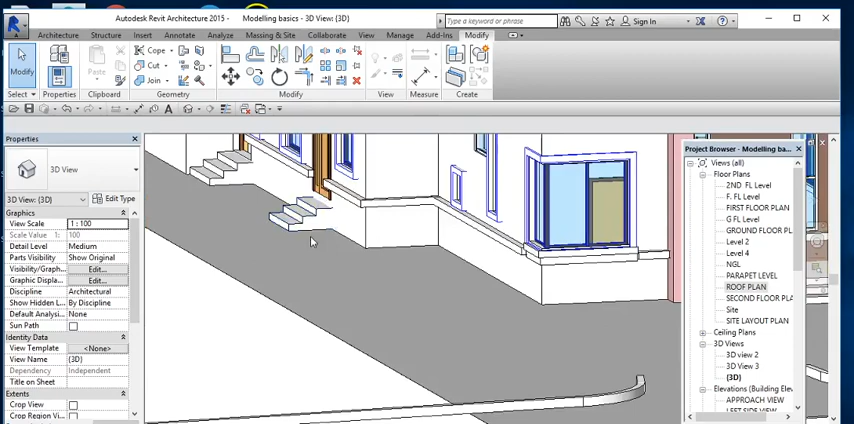 Autodesk Revit Architecture 2015 - Modelling basics - 3D View: {3D}
Type a keyword or phrase
Sign In
Architecture Structure Insert Annotate Analyze Massing & Site Collaborate View Manage Add-Ins Modify
Modify
Paste
Cope
Cut
Join
Select Properties Clipboard Geometry Modify View Measure Create
Properties
3D View
3D View: {3D} Edit Type
Graphics
View Scale 1 : 100
Scale Value 1: 100
Detail Level Medium
Parts Visibility Show Original
Visibility/Graph... Edit...
Graphic Displa... Edit...
Discipline Architectural
Show Hidden L... By Discipline
Default Analysi... None
Sun Path
Identity Data
View Template <None>
View Name {3D}
Dependency Independent
Title on Sheet
Extents
Crop View
Crop Region V...
Project Browser - Modelling ba...
Views (all)
Floor Plans
2ND FL Level
F. FL Level
FIRST FLOOR PLAN
G FL Level
GROUND FLOOR PL
Level 2
Level 4
NGL
PARAPET LEVEL
ROOF PLAN
SECOND FLOOR PLA
Site
SITE LAYOUT PLAN
Ceiling Plans
3D Views
3D view 2
3D View 3
{3D}
Elevations (Building Ele
APPROACH VIEW
LEFT SIDE VIEW